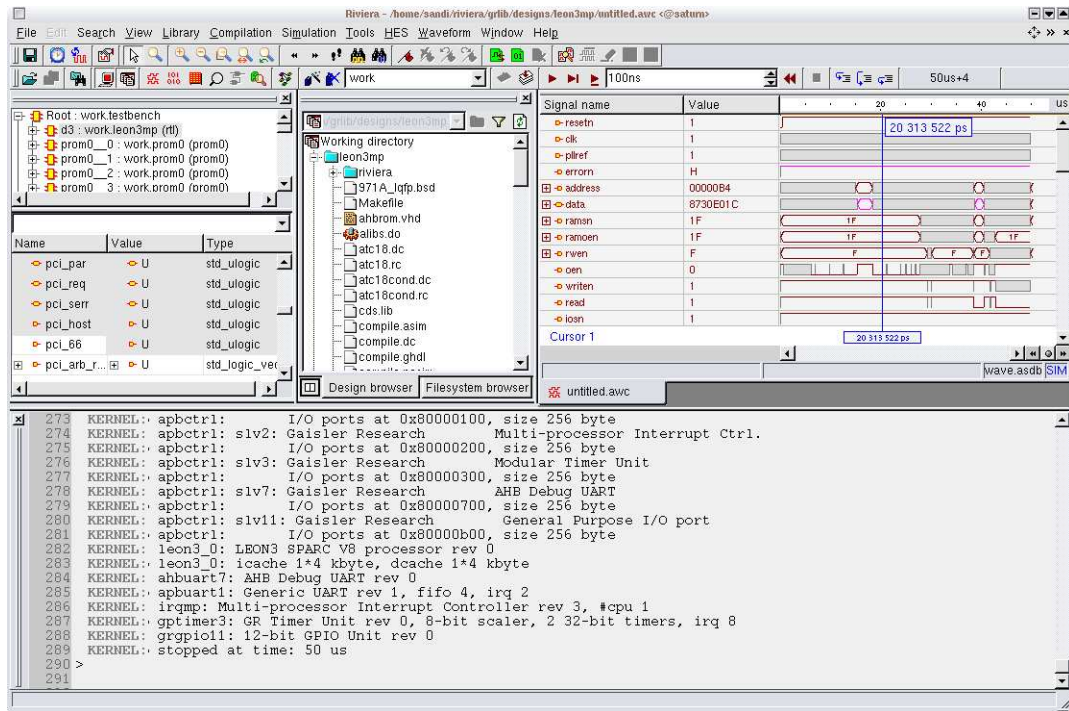 Riviera - /home/sandi/riviera/grlib/designs/leon3mp/untitled.awc <@saturn>
File Edit Search View Library Compilation Simulation Tools HES Waveform Window Help
work 100ns 50us+4
Root : work.testbench
d3 : work.leon3mp (rtl)
prom0__0 : work.prom0 (prom0)
prom0__1 : work.prom0 (prom0)
prom0__2 : work.prom0 (prom0)
prom0 3 : work.prom0 (prom0)
Name Value Type
pci_par U std_ulogic
pci_req U std_ulogic
pci_serr U std_ulogic
pci_host U std_ulogic
pci_66 U std_ulogic
pci_arb_r... U std_logic_vec
v/grlib/designs/leon3mp
Working directory
leon3mp
riviera
971A_lqfp.bsd
Makefile
ahbrom.vhd
alibs.do
atc18.dc
atc18.rc
atc18cond.dc
atc18cond.rc
cds.lib
compile.asim
compile.dc
compile.ghdl
Design browser Filesystem browser
Signal name Value 20 40 us
resetn 1
20 313 522 ps
clk 1
pllref 1
errorn H
address 00000B4
data 8730E01C
ramsn 1F 1F
ramoen 1F 1F 1F
rwen F F F F
oen 0
writen 1
read 1
iosn 1
Cursor 1 20 313 522 ps
wave.asdb SIM
untitled.awc
273 KERNEL: apbctrl: I/O ports at 0x80000100, size 256 byte
274 KERNEL: apbctrl: slv2: Gaisler Research Multi-processor Interrupt Ctrl.
275 KERNEL: apbctrl: I/O ports at 0x80000200, size 256 byte
276 KERNEL: apbctrl: slv3: Gaisler Research Modular Timer Unit
277 KERNEL: apbctrl: I/O ports at 0x80000300, size 256 byte
278 KERNEL: apbctrl: slv7: Gaisler Research AHB Debug UART
279 KERNEL: apbctrl: I/O ports at 0x80000700, size 256 byte
280 KERNEL: apbctrl: slv11: Gaisler Research General Purpose I/O port
281 KERNEL: apbctrl: I/O ports at 0x80000b00, size 256 byte
282 KERNEL: leon3_0: LEON3 SPARC V8 processor rev 0
283 KERNEL: leon3_0: icache 1*4 kbyte, dcache 1*4 kbyte
284 KERNEL: ahbuart7: AHB Debug UART rev 0
285 KERNEL: apbuart1: Generic UART rev 1, fifo 4, irq 2
286 KERNEL: irqmp: Multi-processor Interrupt Controller rev 3, #cpu 1
287 KERNEL: gptimer3: GR Timer Unit rev 0, 8-bit scaler, 2 32-bit timers, irq 8
288 KERNEL: grgpio11: 12-bit GPIO Unit rev 0
289 KERNEL: stopped at time: 50 us
290 >
291